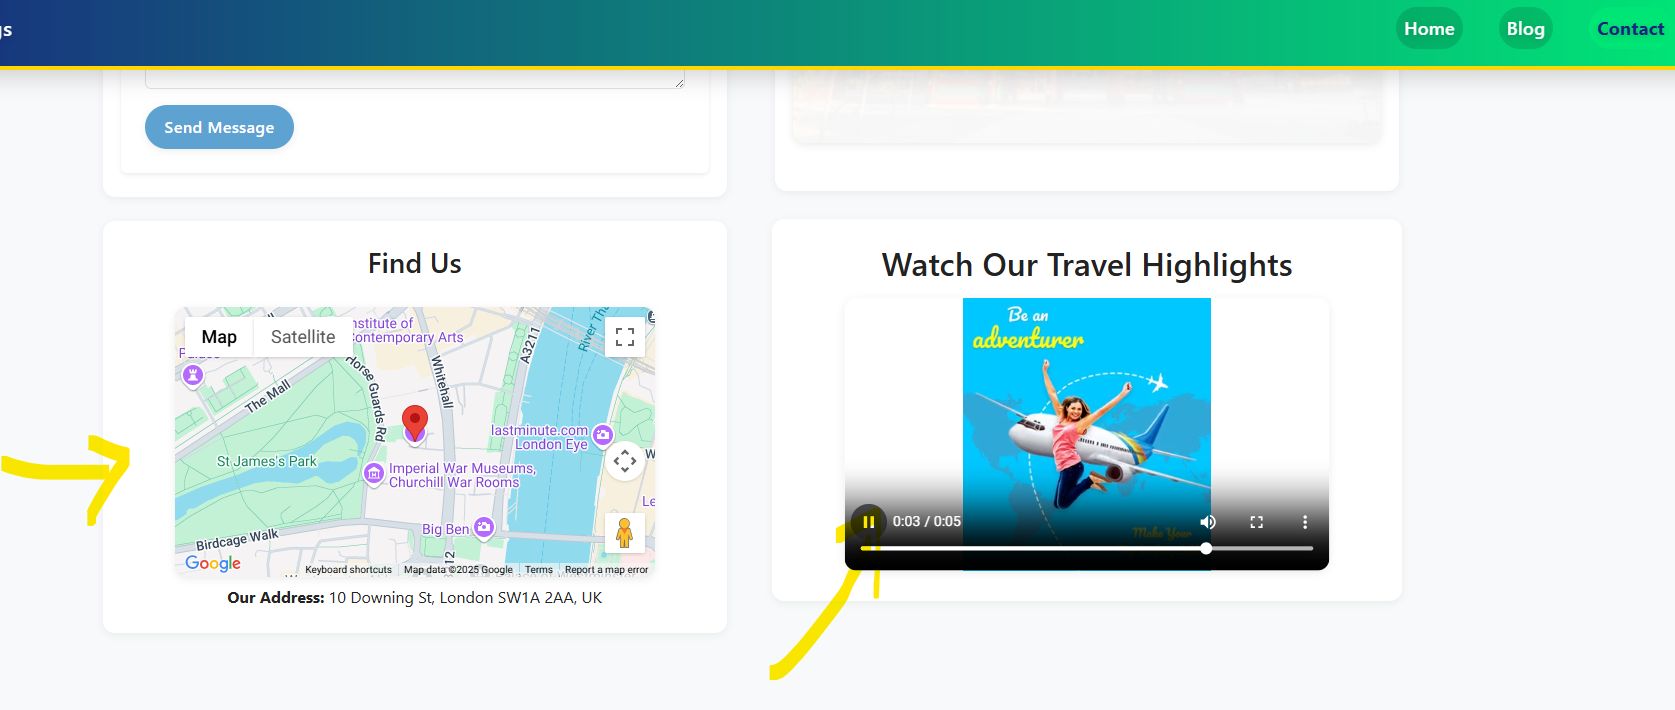 gs
Home
Blog
Contact
Send Message
Find Us
Map
Satellite
nstitute of
Contemporary Arts
River Tha
A3211
Whitehall
Horse Guards Rd
The Mall
lastminute.com
London Eye
St James's Park
Imperial War Museums,
Churchill War Rooms
Big Ben
Birdcage Walk
Le
Google
Keyboard shortcuts
Map data ©2025 Google
Terms
Report a map error
Our Address: 10 Downing St, London SW1A 2AA, UK
Watch Our Travel Highlights
Be an
adventurer
0:03 / 0:05
Make Your